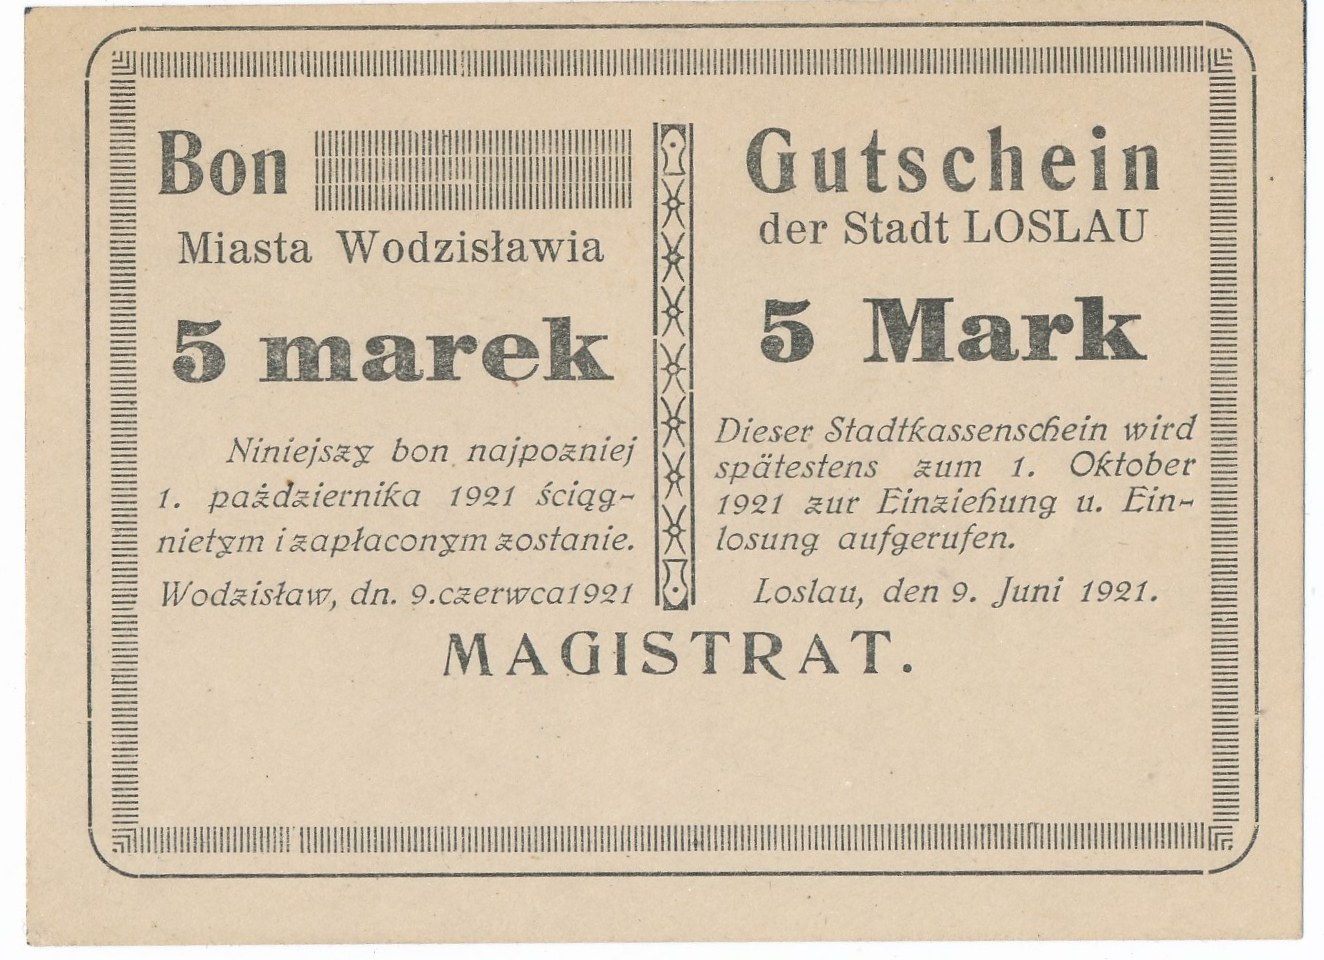 Bon
Miasta Wodzisławia
5 marek
Niniejszy bon najpozniej
1. października 1921 ściąg-
nietym i zapłaconym zostanie.
Wodzisław, dn. 9. czerwca 1921
Gutschein
der Stadt LOSLAU
5 Mark
Dieser Stadtkassenschein wird
spätestens zum 1. Oktober
1921 zur Einziehung u. Ein-
losung aufgerufen.
Loslau, den 9. Juni 1921.
MAGISTRAT.